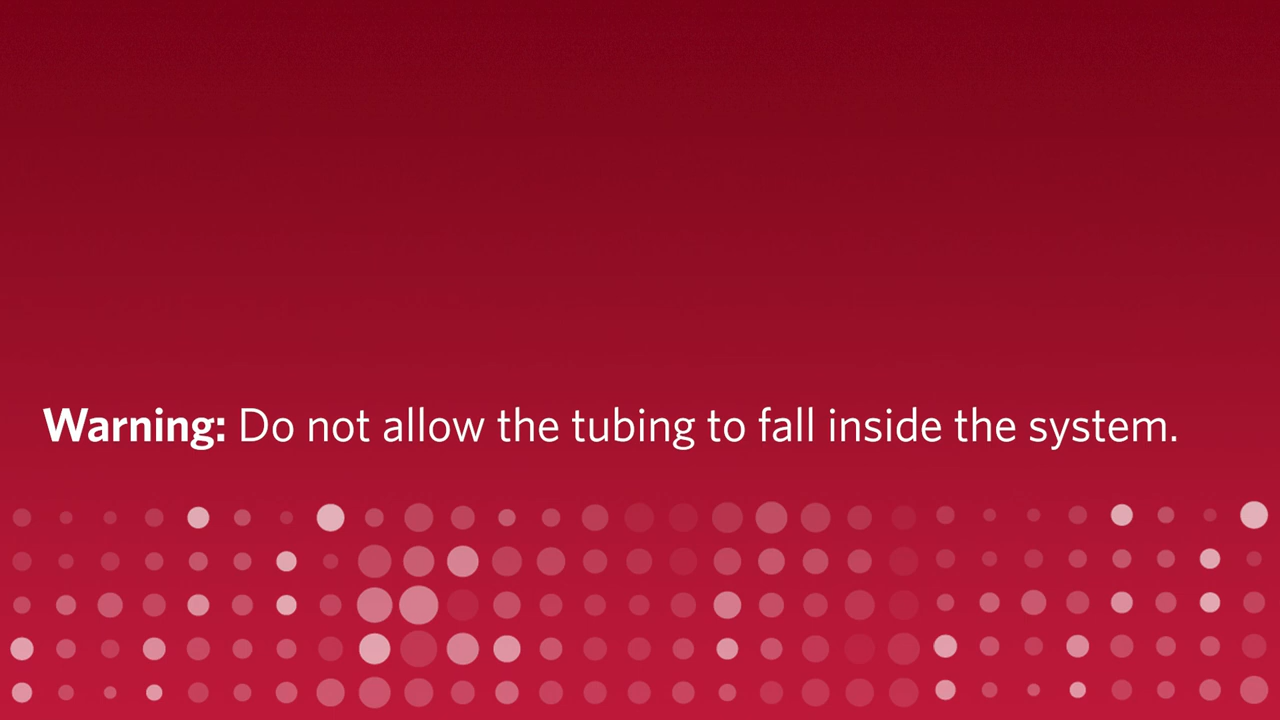 Warning: Do not allow the tubing to fall inside the system.